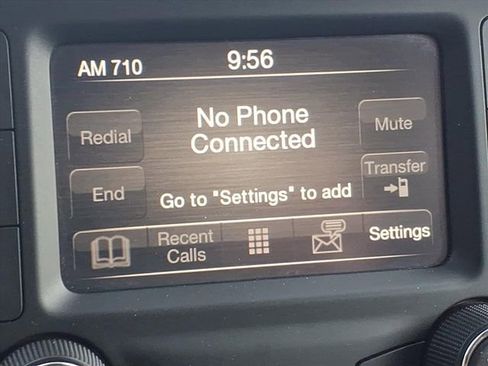 AM 710
9:56
No Phone
Connected
Redial
Mute
Transfer
End
Go to "Settings" to add
Recent
Calls
Settings